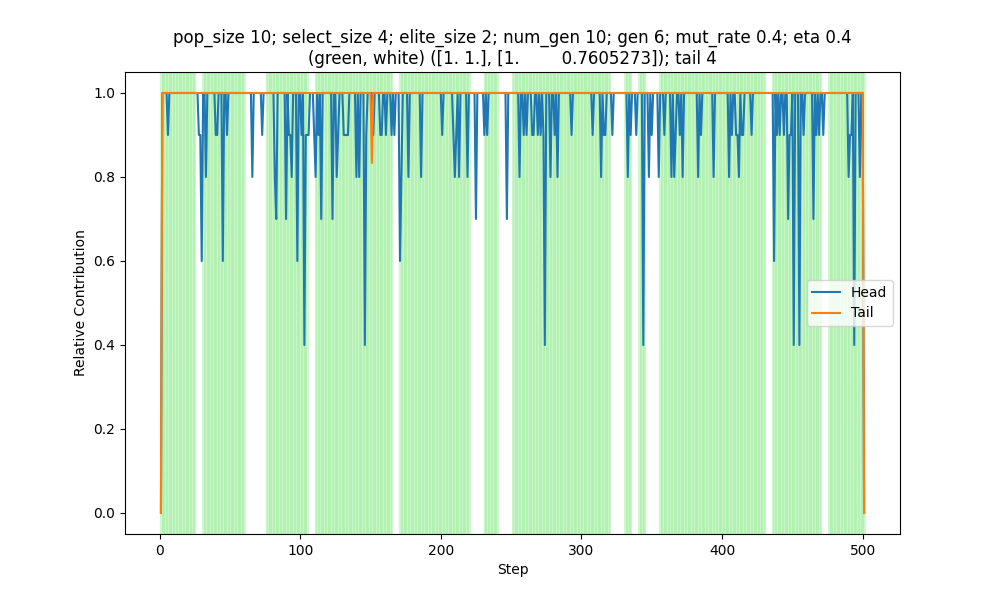 pop_size 10; select_size 4; elite_size 2; num_gen 10; gen 6; mut_rate 0.4; eta 0.4
(green, white) ([1. 1.], [1.        0.7605273]); tail 4
1.0
0.8
0.6
0.4
0.2
0.0
Relative Contribution
Head
Tail
0
100
200
300
400
500
Step